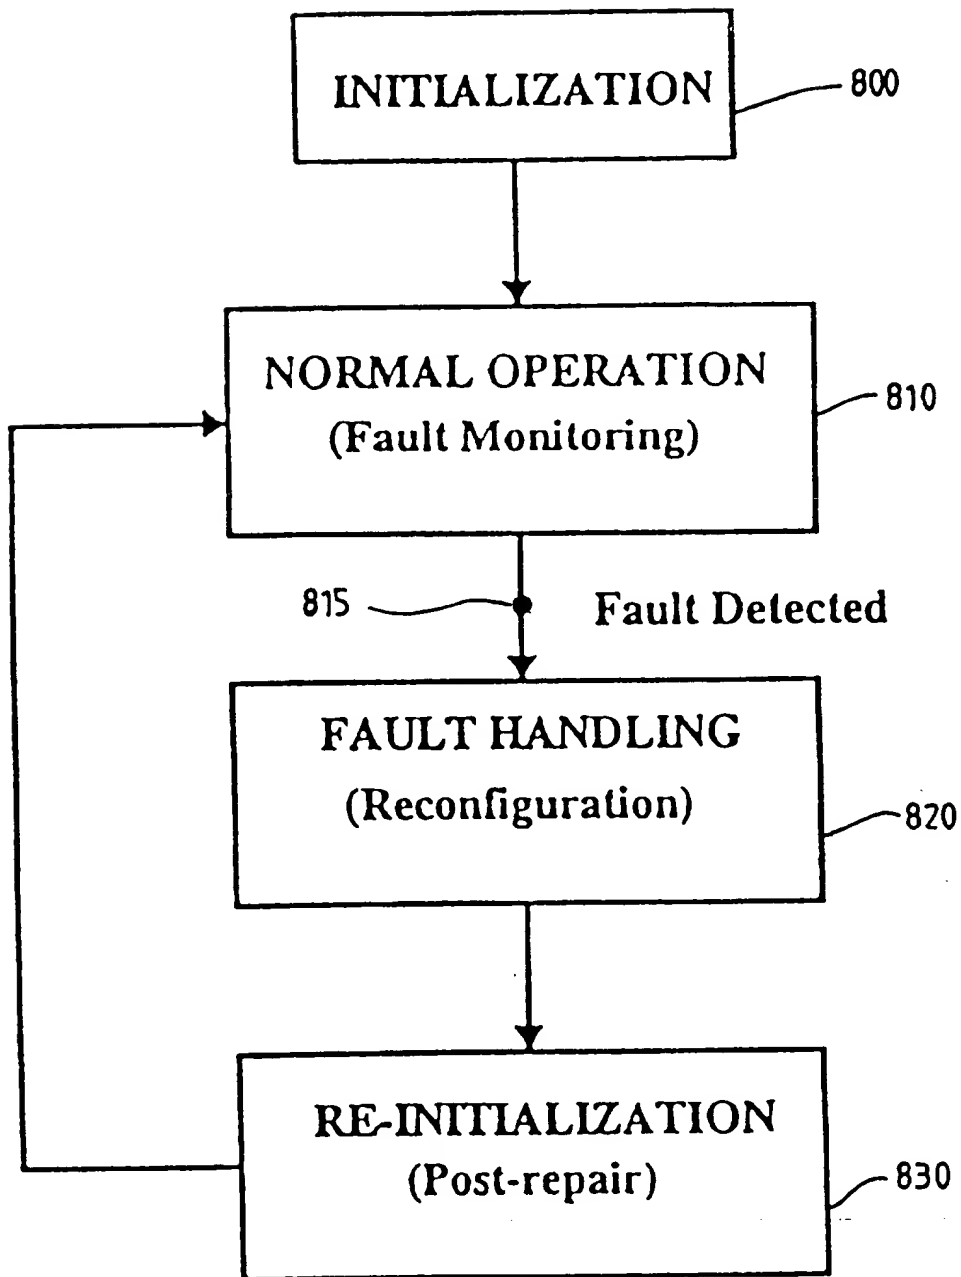 INITIALIZATION
800
NORMAL OPERATION
(Fault Monitoring)
810
815
Fault Detected
FAULT HANDLING
(Reconfiguration)
820
RE-INITIALIZATION
(Post-repair)
830